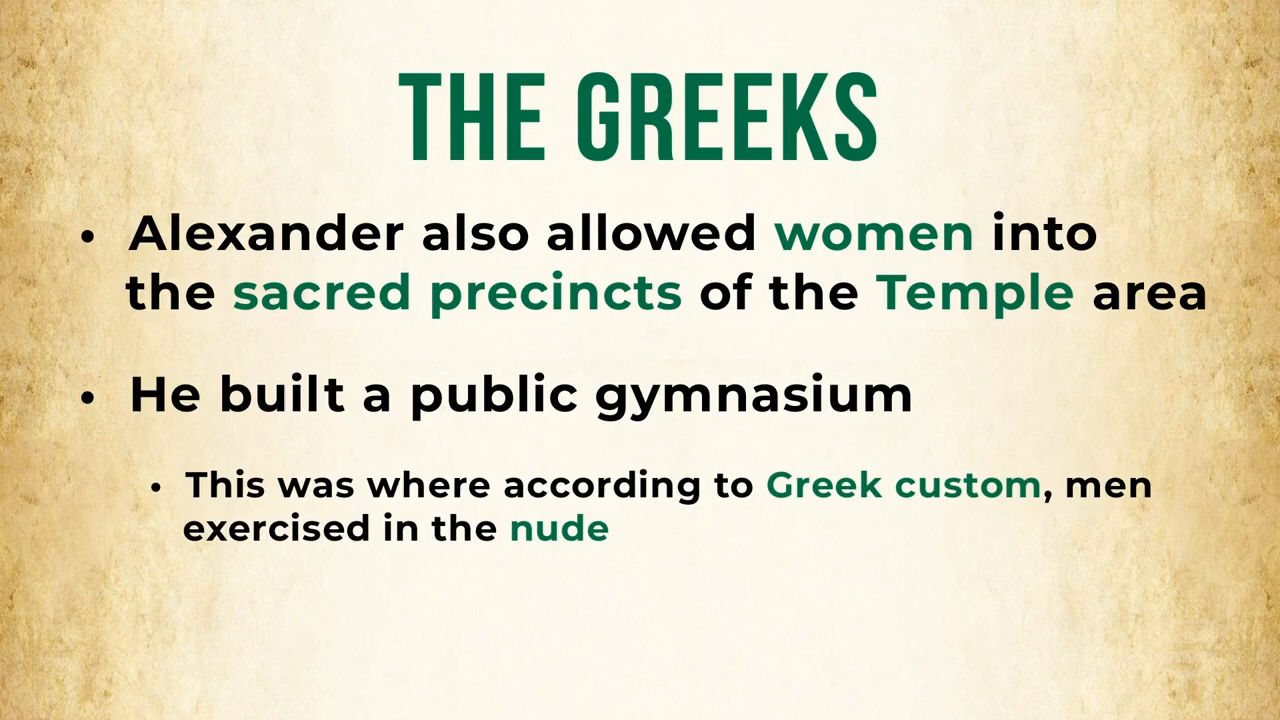 THE GREEKS
• Alexander also allowed women into
the sacred precincts of the Temple area
• He built a public gymnasium
• This was where according to Greek custom, men
exercised in the nude